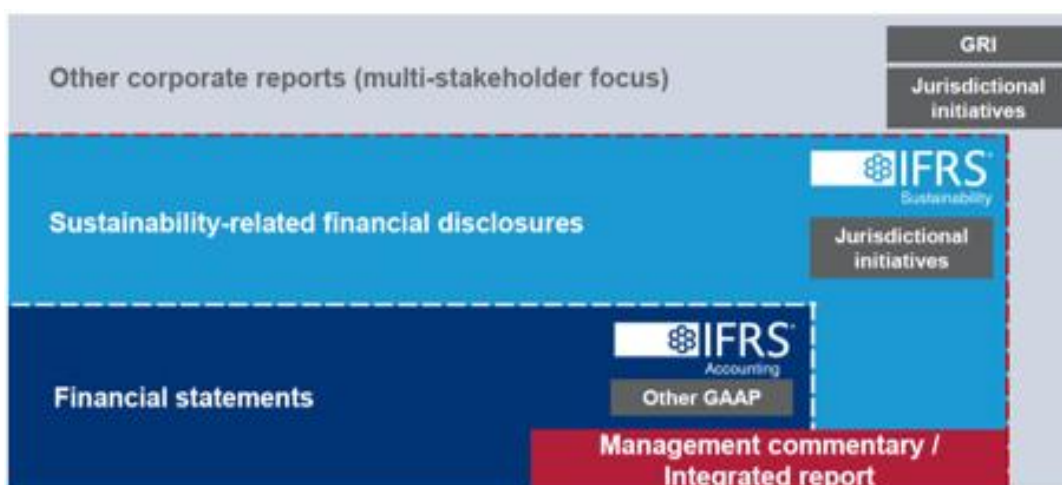 GRI
Other corporate reports (multi-stakeholder focus)
Jurisdictional
initiatives
IFRS
Sustainability
Sustainability-related financial disclosures
Jurisdictional
initiatives
IFRS
Accounting
Financial statements
Other GAAP
Management commentary /
Integrated report